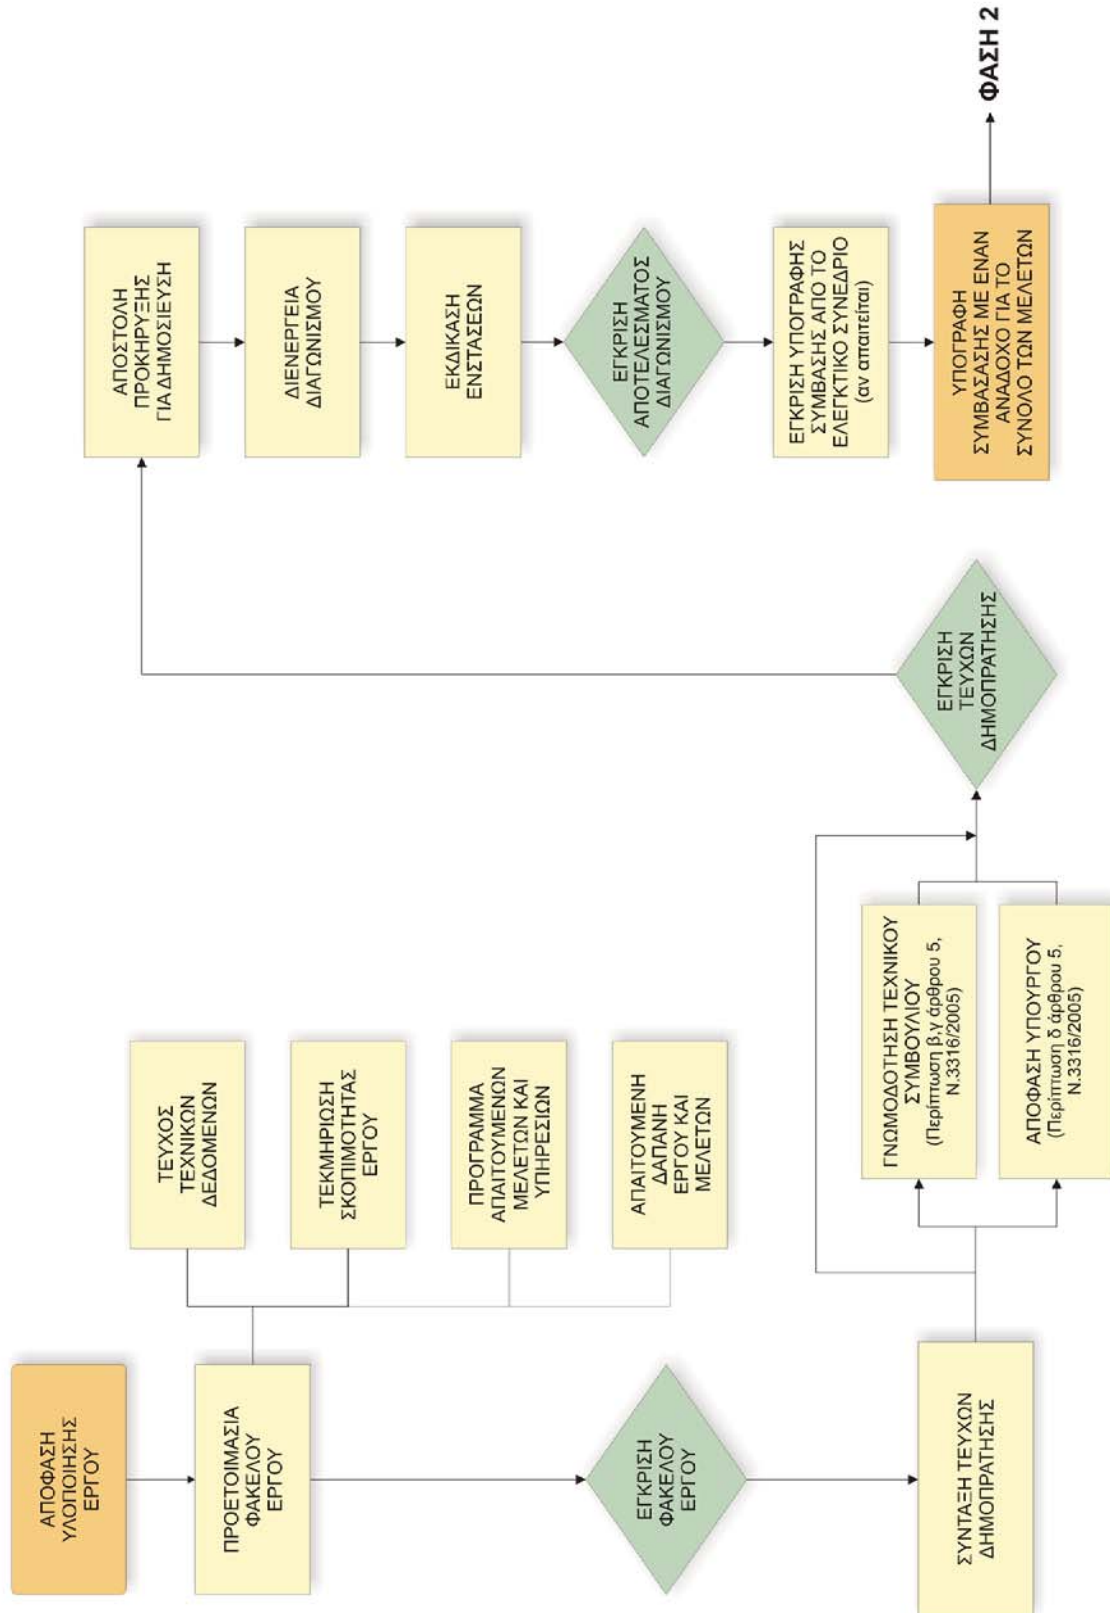 ΑΠΟΦΑΣΗ
ΥΛΟΠΟΙΗΣΗΣ
ΕΡΓΟΥ
ΠΡΟΕΤΟΙΜΑΣΙΑ
ΦΑΚΕΛΟΥ
ΕΡΓΟΥ
ΤΕΥΧΟΣ
ΤΕΧΝΙΚΩΝ
ΔΕΔΟΜΕΝΩΝ
ΤΕΚΜΗΡΙΩΣΗ
ΣΚΟΠΙΜΟΤΗΤΑΣ
ΕΡΓΟΥ
ΠΡΟΓΡΑΜΜΑ
ΑΠΑΙΤΟΥΜΕΝΩΝ
ΜΕΛΕΤΩΝ ΚΑΙ
ΥΠΗΡΕΣΙΩΝ
ΑΠΑΙΤΟΥΜΕΝΗ
ΔΑΠΑΝΗ
ΕΡΓΟΥ ΚΑΙ
ΜΕΛΕΤΩΝ
ΕΓΚΡΙΣΗ
ΦΑΚΕΛΟΥ
ΕΡΓΟΥ
ΣΥΝΤΑΞΗ ΤΕΥΧΩΝ
ΔΗΜΟΠΡΑΤΗΣΗΣ
ΓΝΩΜΟΔΟΤΗΣΗ ΤΕΧΝΙΚΟΥ
ΣΥΜΒΟΥΛΙΟΥ
(Περίπτωση β,γ άρθρου 5,
Ν.3316/2005)
ΑΠΟΦΑΣΗ ΥΠΟΥΡΓΟΥ
(Περίπτωση δ άρθρου 5,
Ν.3316/2005)
ΕΓΚΡΙΣΗ
ΤΕΥΧΩΝ
ΔΗΜΟΠΡΑΤΗΣΗΣ
ΑΠΟΣΤΟΛΗ
ΠΡΟΚΗΡΥΞΗΣ
ΓΙΑ ΔΗΜΟΣΙΕΥΣΗ
ΔΙΕΝΕΡΓΕΙΑ
ΔΙΑΓΩΝΙΣΜΟΥ
ΕΚΔΙΚΑΣΗ
ΕΝΣΤΑΣΕΩΝ
ΕΓΚΡΙΣΗ
ΑΠΟΤΕΛΕΣΜΑΤΟΣ
ΔΙΑΓΩΝΙΣΜΟΥ
ΕΓΚΡΙΣΗ ΥΠΟΓΡΑΦΗΣ
ΣΥΜΒΑΣΗΣ ΑΠΟ ΤΟ
ΕΛΕΓΚΤΙΚΟ ΣΥΝΕΔΡΙΟ
(αν απαιτείται)
ΥΠΟΓΡΑΦΗ
ΣΥΜΒΑΣΑΣΗΣ ΜΕ ΕΝΑΝ
ΑΝΑΔΟΧΟ ΓΙΑ ΤΟ
ΣΥΝΟΛΟ ΤΩΝ ΜΕΛΕΤΩΝ
ΦΑΣΗ 2